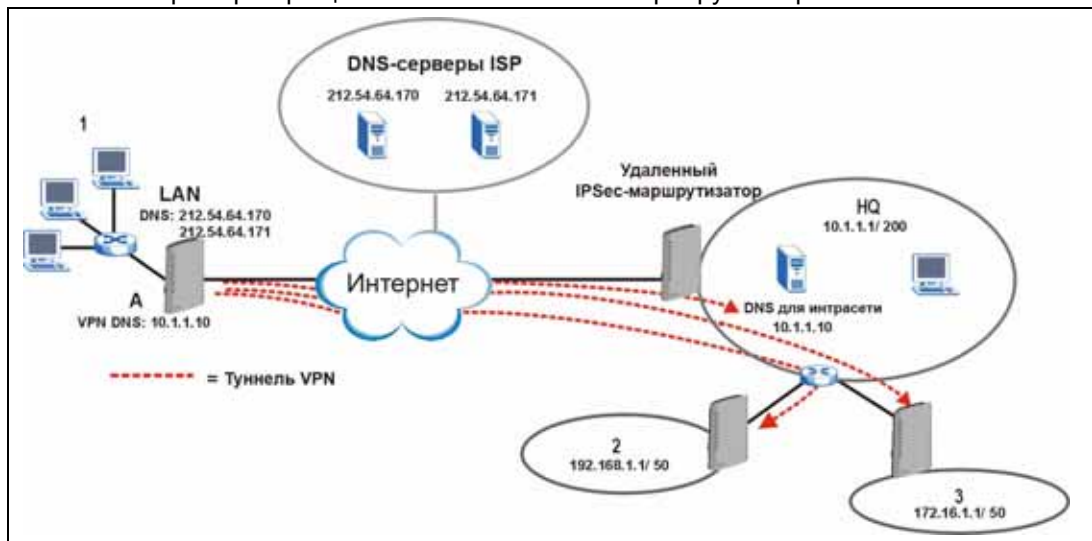 DNS-серверы ISP
212.54.64.170 212.54.64.171
1
LAN
DNS: 212.54.64.170
212.54.64.171
A
VPN DNS: 10.1.1.10
Интернет
Удаленный
IPSec-маршрутизатор
HQ
10.1.1.1/ 200
DNS для интрасети
10.1.1.10
= Туннель VPN
2
192.168.1.1/ 50
3
172.16.1.1/ 50